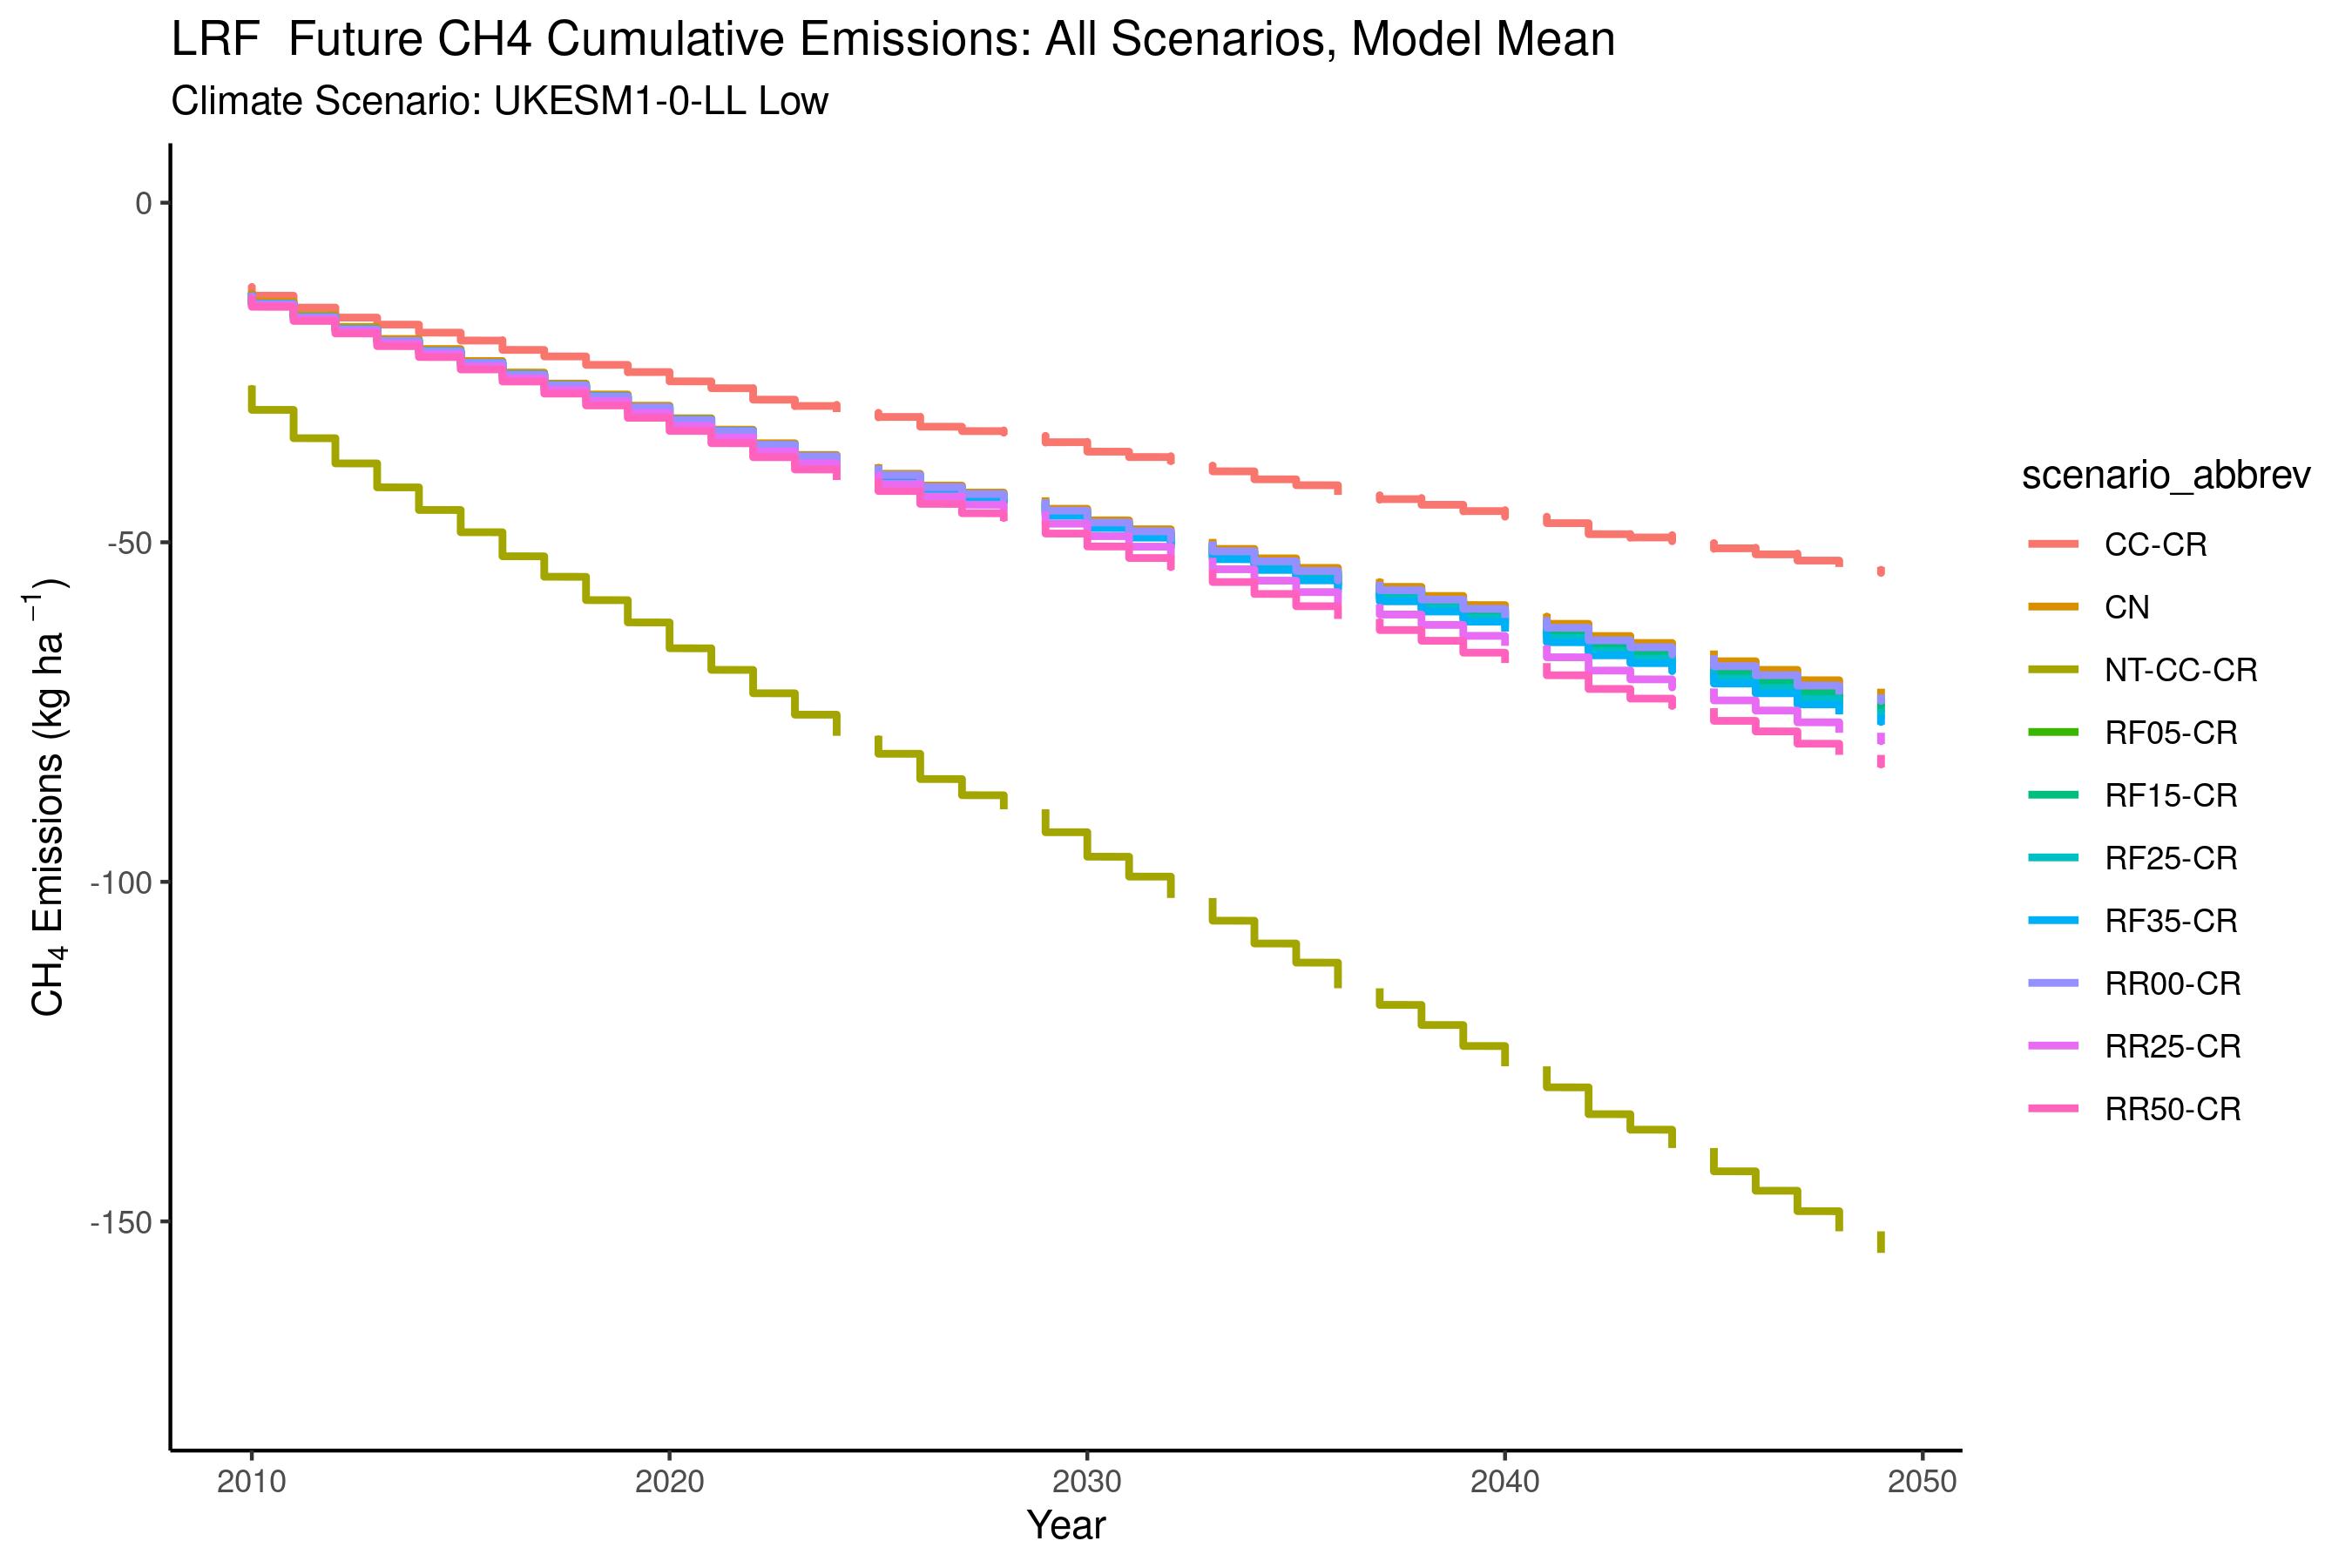 LRF  Future CH4 Cumulative Emissions: All Scenarios, Model Mean
Climate Scenario: UKESM1-0-LL Low
CH₄ Emissions (kg ha ⁻¹)
0
-50
-100
-150
2010
2020
2030
2040
2050
Year
scenario_abbrev
CC-CR
CN
NT-CC-CR
RF05-CR
RF15-CR
RF25-CR
RF35-CR
RR00-CR
RR25-CR
RR50-CR